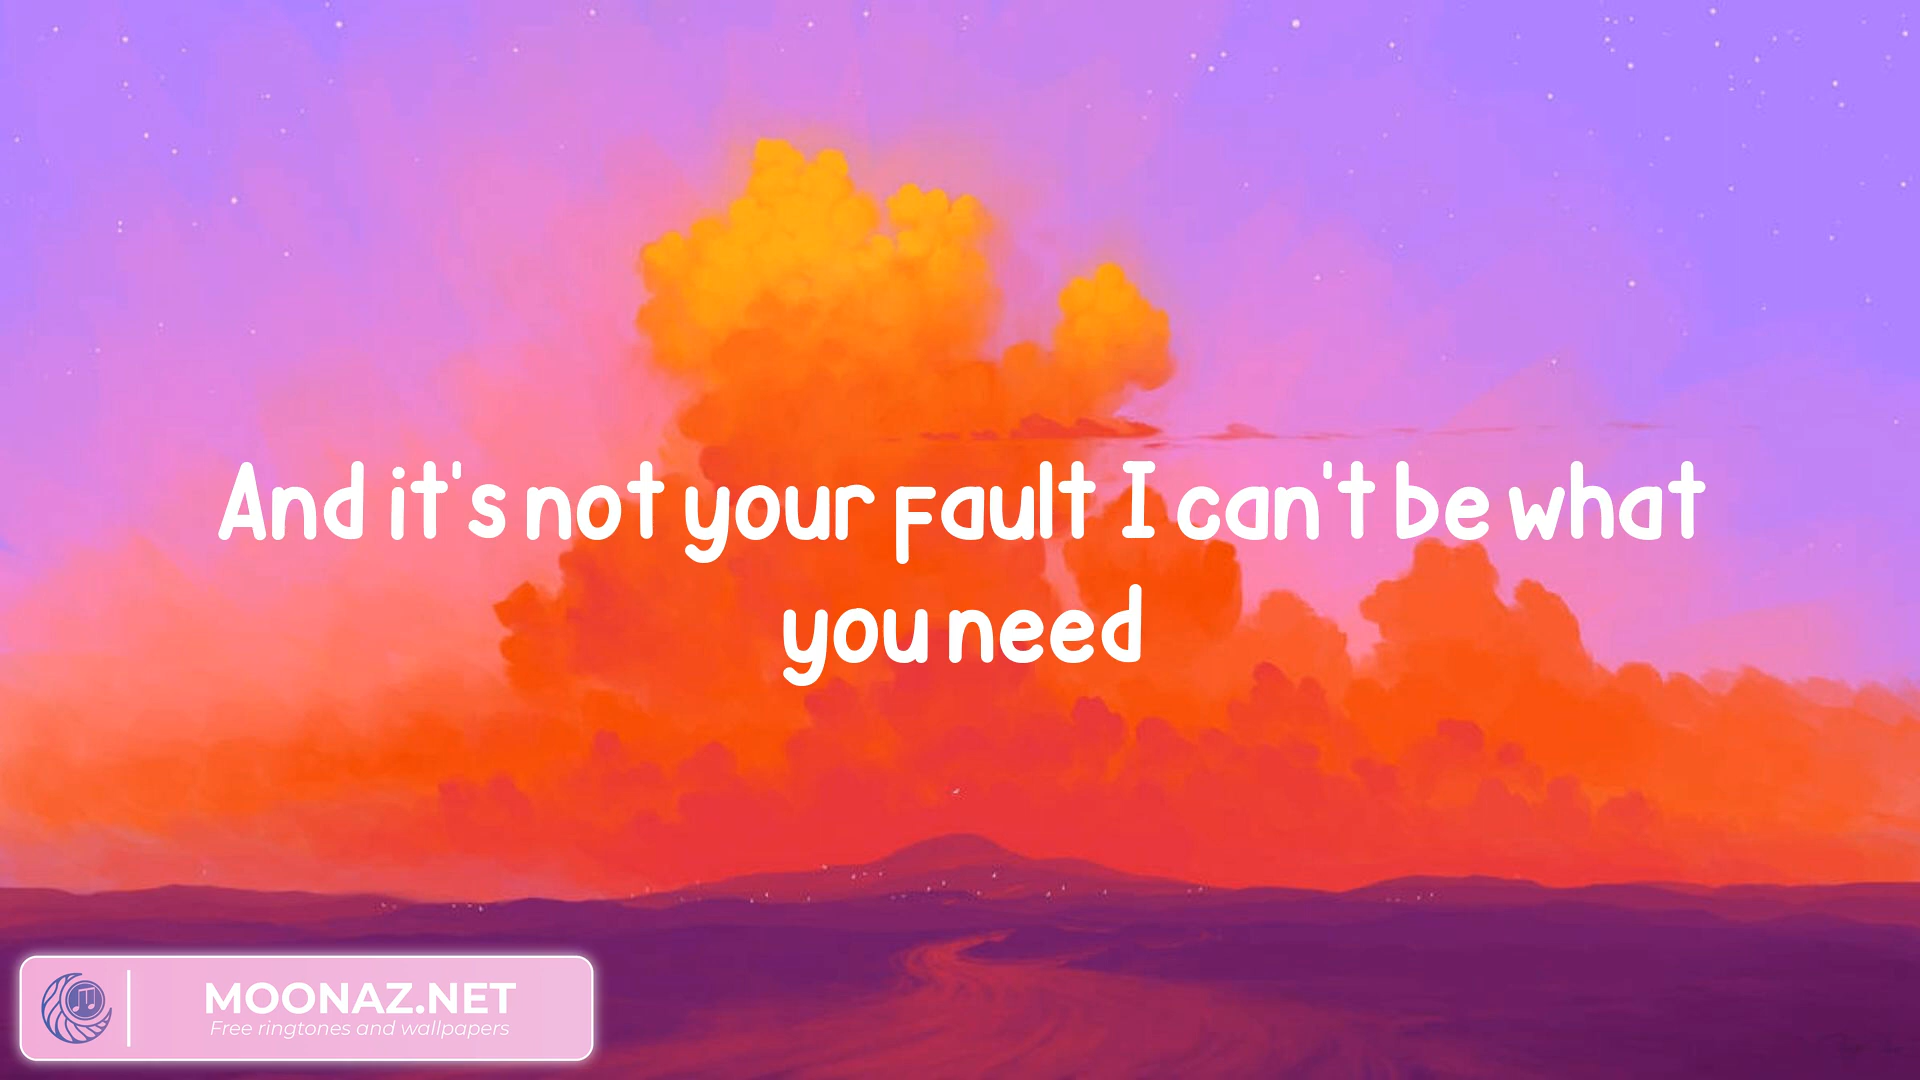 And it's not your fault I can't be what
you need
MOONAZ.NET
Free ringtones and wallpapers